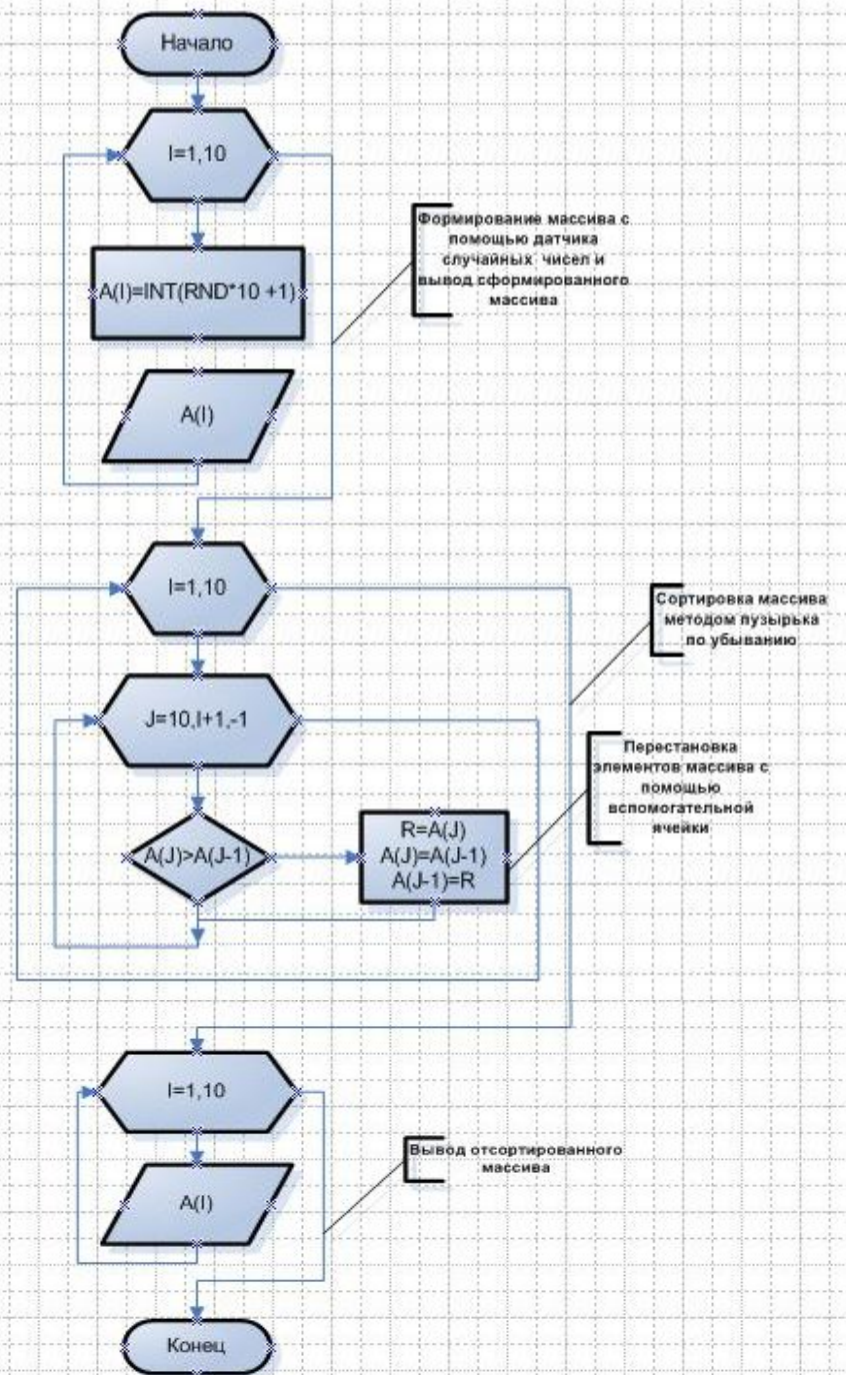 Начало
I=1,10
A(I)=INT(RND*10 +1)
Формирование массива с
помощью датчика
случайных чисел и
вывод сформированного
массива
A(I)
I=1,10
Сортировка массива
методом пузырька
по убыванию
J=10,I+1,-1
Перестановка
элементов массива с
помощью
вспомогательной
ячейки
A(J)>A(J-1)
R=A(J)
A(J)=A(J-1)
A(J-1)=R
I=1,10
Вывод отсортированного
массива
A(I)
Конец